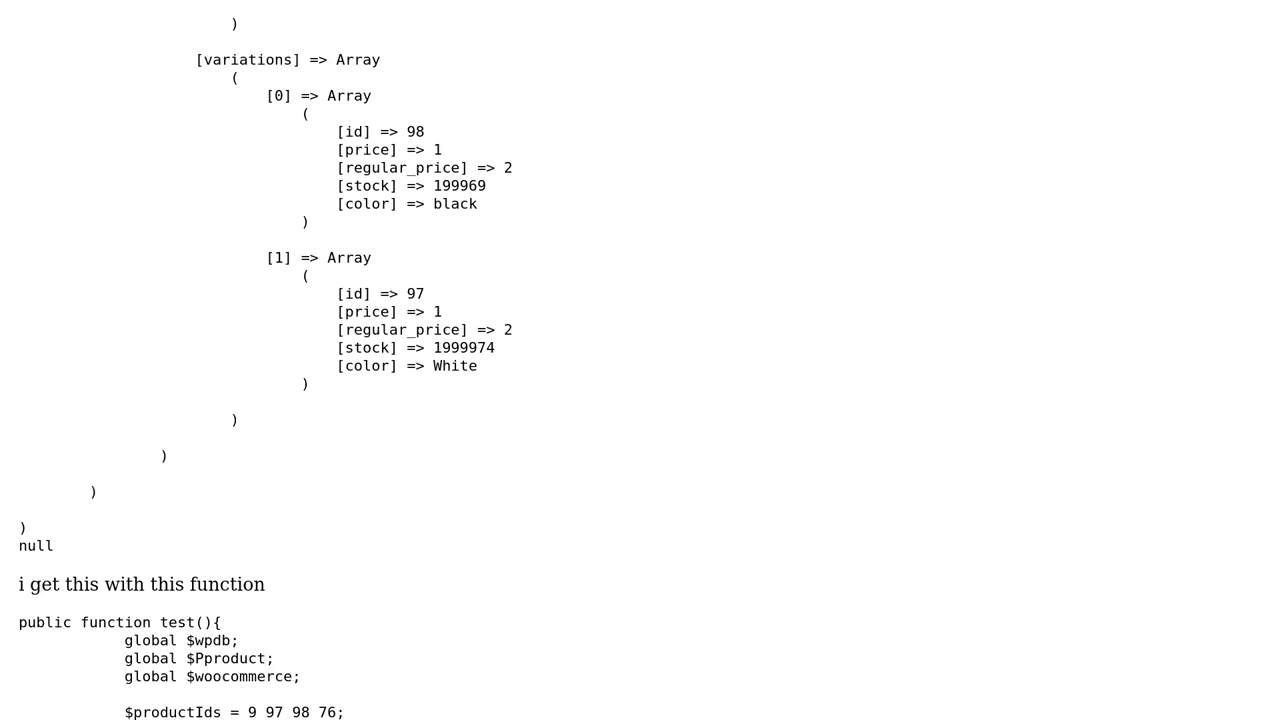 )
[variations] => Array
(
[0] => Array
(
[id] => 98
[price] => 1
[regular_price] => 2
[stock] => 199969
[color] => black
)
[1] => Array
(
[id] => 97
[price] => 1
[regular_price] => 2
[stock] => 1999974
[color] => White
)
)
)
)
)
null
i get this with this function
public function test(){
global $wpdb;
global $Pproduct;
global $woocommerce;
$productIds = 9 97 98 76;